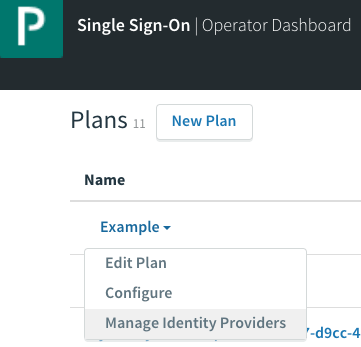 P
Single Sign-On | Operator Dashboard
Plans 11
New Plan
Name
Example
Edit Plan
Configure
Manage Identity Providers
7-d9cc-4